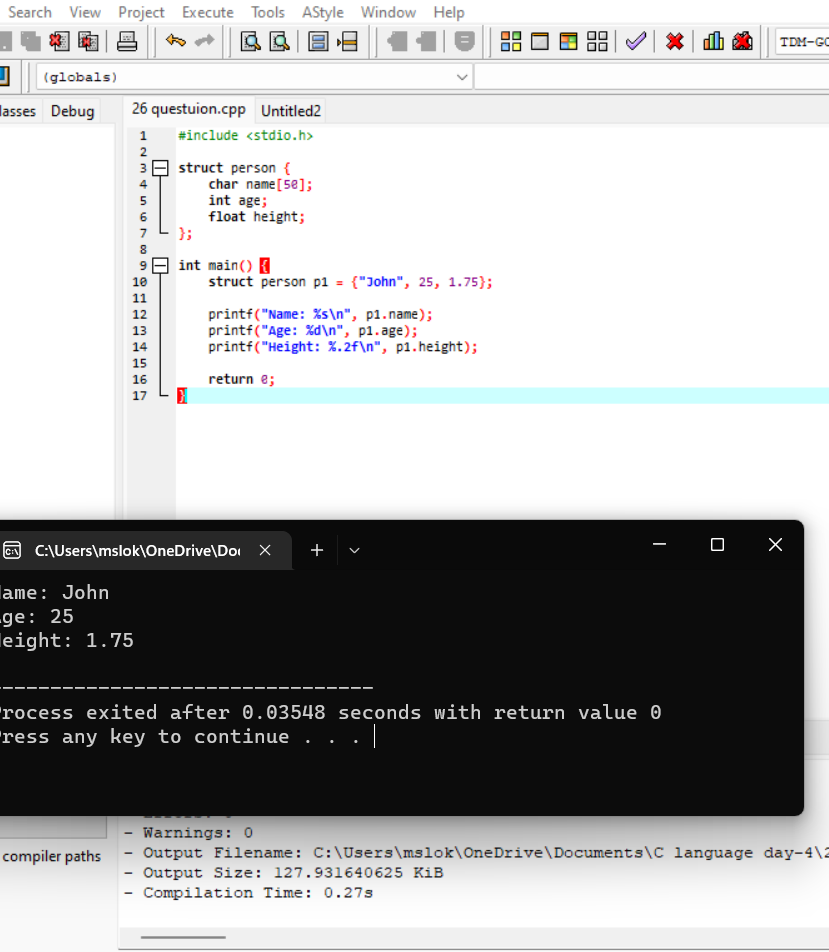 Search View Project Execute Tools AStyle Window Help
TDM-GC
(globals)
lasses Debug 26 questuion.cpp Untitled2
1 #include <stdio.h>
2
3 struct person {
4 char name[50];
5 int age;
6 float height;
7 };
8
9 int main() {
10 struct person p1 = {"John", 25, 1.75};
11
12 printf("Name: %s\n", p1.name);
13 printf("Age: %d\n", p1.age);
14 printf("Height: %.2f\n", p1.height);
15
16 return 0;
17 }
C:\Users\mslok\OneDrive\Do
ame: John
ge: 25
eight: 1.75
--------------------------------
rocess exited after 0.03548 seconds with return value 0
ress any key to continue . . .
- Warnings: 0
compiler paths
- Output Filename: C:\Users\mslok\OneDrive\Documents\C language day-4\2
- Output Size: 127.931640625 KiB
- Compilation Time: 0.27s